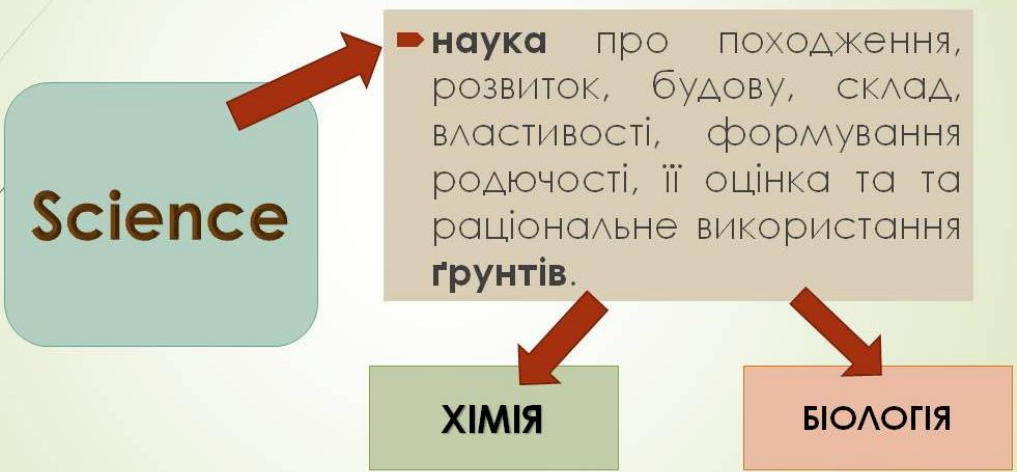 Science
наука про походження,
розвиток, будову, склад,
властивості, формування
родючості, її оцінка та та
раціональне використання
ґрунтів.
ХІМІЯ
БІОЛОГІЯ